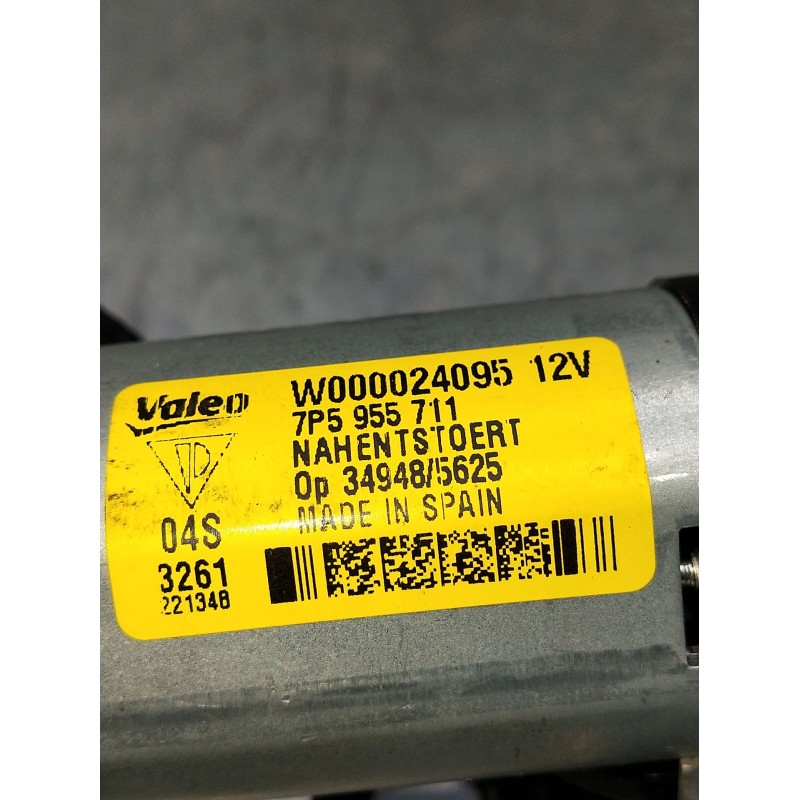 Valeo
W000024095 12V
7P5 955 711
NAHENTSTOERT
Op 34948/5625
MADE IN SPAIN
04S
3261
221348